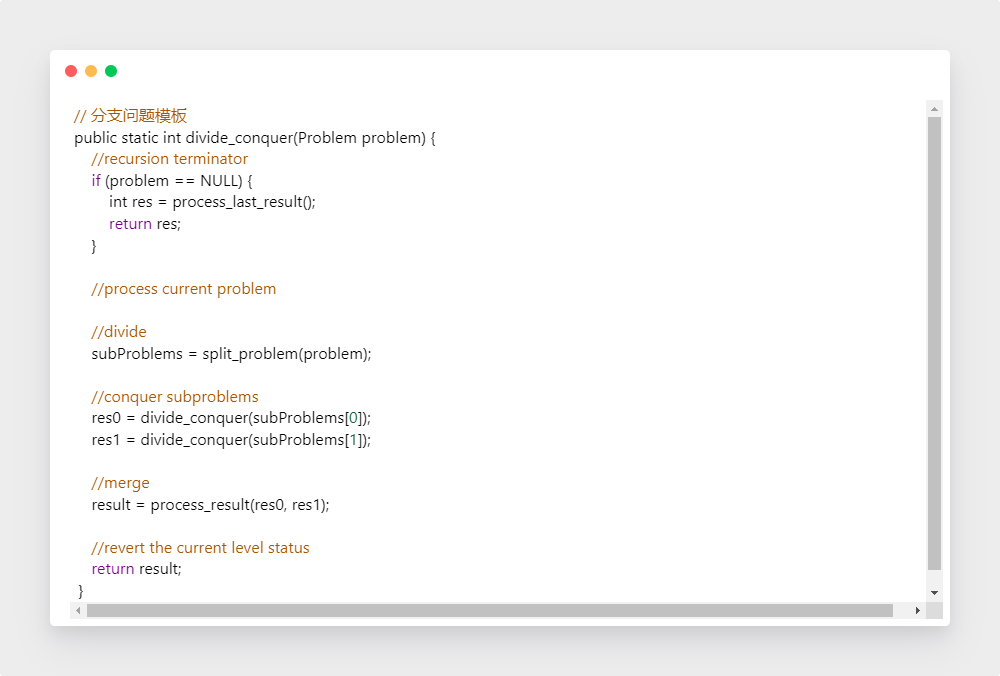 // 分支问题模板
public static int divide_conquer(Problem problem) {
//recursion terminator
if (problem == NULL) {
int res = process_last_result();
return res;
}
//process current problem
//divide
subProblems = split_problem(problem);
//conquer subproblems
res0 = divide_conquer(subProblems[0]);
res1 = divide_conquer(subProblems[1]);
//merge
result = process_result(res0, res1);
//revert the current level status
return result;
}